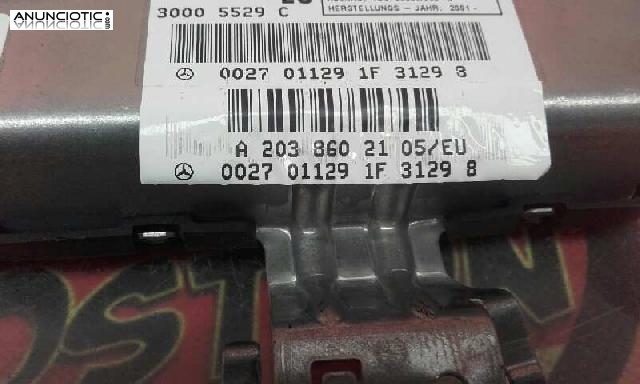 ANUNCIOTIC
.com
3000 5529 C
HERSTELLUNGS - JAHR, 2001 -
0027 01129 1F 3129 8
A 203 860 21 05/EU
0027 01129 1F 3129 8